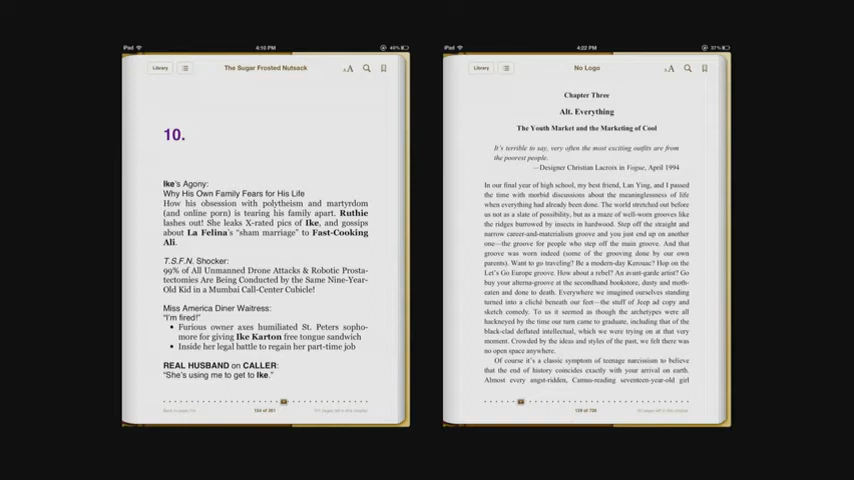 iPad 4:10 PM 49%
Library The Sugar Frosted Nutsack AA
10.
Ike's Agony:
Why His Own Family Fears for His Life
How his obsession with polytheism and martyrdom
(and online porn) is tearing his family apart. Ruthie
lashes out! She leaks X-rated pics of Ike, and gossips
about La Felina's "sham marriage" to Fast-Cooking
Ali.
T.S.F.N. Shocker:
99% of All Unmanned Drone Attacks & Robotic Prosta-
tectomies Are Being Conducted by the Same Nine-Year-
Old Kid in a Mumbai Call-Center Cubicle!
Miss America Diner Waitress:
"I'm fired!"
• Furious owner axes humiliated St. Peters sopho-
more for giving Ike Karton free tongue sandwich
• Inside her legal battle to regain her part-time job
REAL HUSBAND on CALLER:
"She's using me to get to Ike."
iPad 4:22 PM 37%
Library No Logo AA
Chapter Three
Alt. Everything
The Youth Market and the Marketing of Cool
It's terrible to say, very often the most exciting outfits are from
the poorest people.
—Designer Christian Lacroix in Vogue, April 1994
In our final year of high school, my best friend, Lan Ying, and I passed
the time with morbid discussions about the meaninglessness of life
when everything had already been done. The world stretched out before
us not as a slate of possibility, but as a maze of well-worn grooves like
the ridges burrowed by insects in hardwood. Step off the straight and
narrow career-and-materialism groove and you just end up on another
one—the groove for people who step off the main groove. And that
groove was worn indeed (some of the grooving done by our own
parents). Want to go traveling? Be a modern-day Kerouac? Hop on the
Let's Go Europe groove. How about a rebel? An avant-garde artist? Go
buy your alterna-groove at the secondhand bookstore, dusty and moth-
eaten and done to death. Everywhere we imagined ourselves standing
turned into a cliché beneath our feet—the stuff of Jeep ad copy and
sketch comedy. To us it seemed as though the archetypes were all
hackneyed by the time our turn came to graduate, including that of the
black-clad deflated intellectual, which we were trying on at that very
moment. Crowded by the ideas and styles of the past, we felt there was
no open space anywhere.
Of course it's a classic symptom of teenage narcissism to believe
that the end of history coincides exactly with your arrival on earth.
Almost every angst-ridden, Camus-reading seventeen-year-old girl